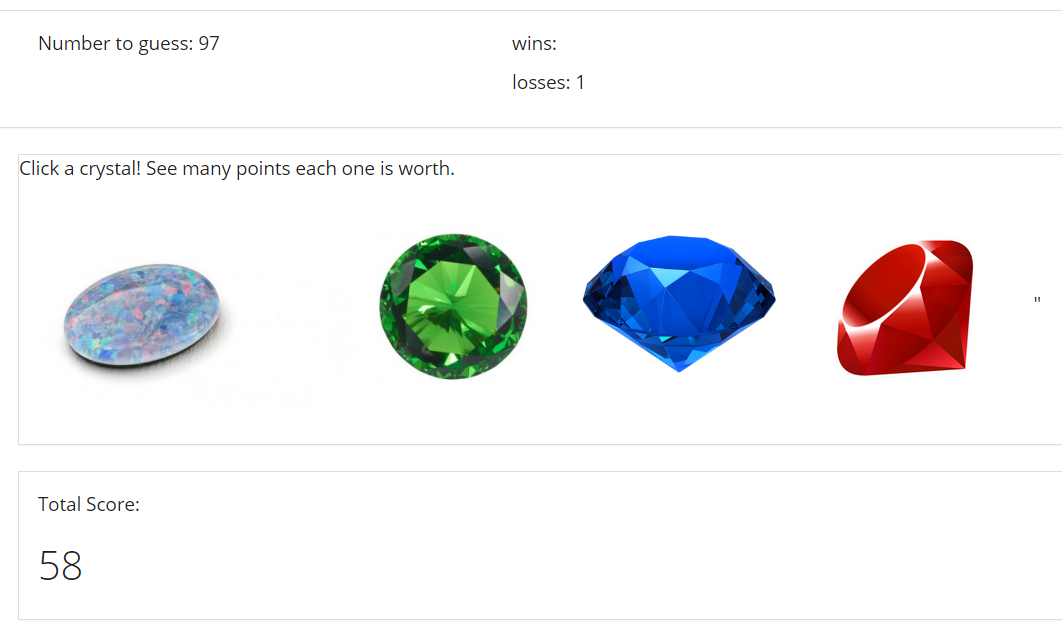 Number to guess: 97
wins:
losses: 1
Click a crystal! See many points each one is worth.
"
Total Score:
58